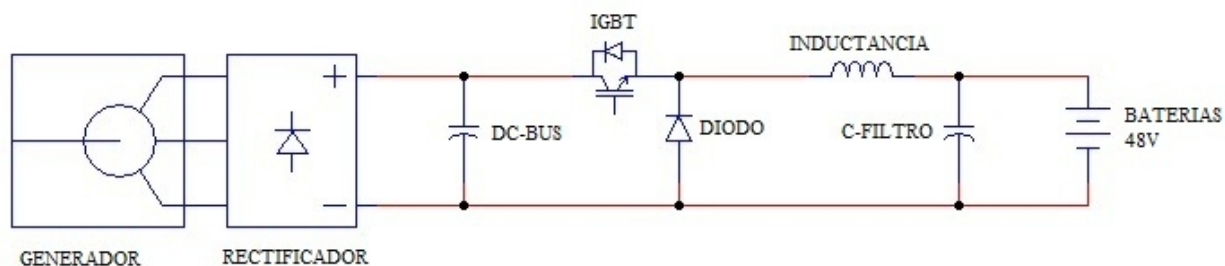 IGBT
INDUCTANCIA
+
DC-BUS
DIODO
C-FILTRO
BATERIAS
48V
−
GENERADOR
RECTIFICADOR